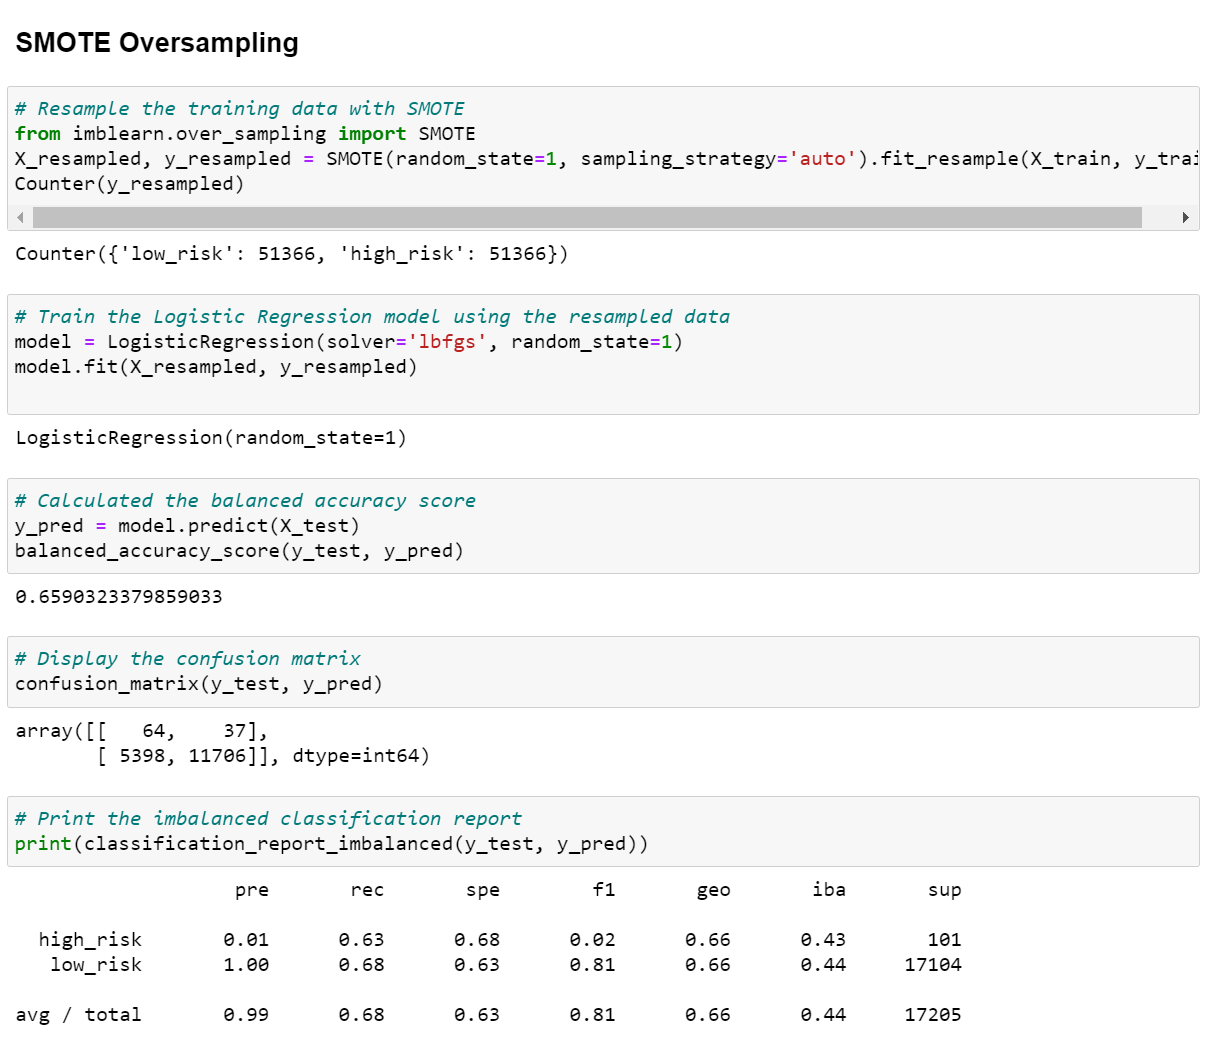 SMOTE Oversampling
# Resample the training data with SMOTE
from imblearn.over_sampling import SMOTE
X_resampled, y_resampled = SMOTE(random_state=1, sampling_strategy='auto').fit_resample(X_train, y_trai
Counter(y_resampled)
Counter({'low_risk': 51366, 'high_risk': 51366})
# Train the Logistic Regression model using the resampled data
model = LogisticRegression(solver='lbfgs', random_state=1)
model.fit(X_resampled, y_resampled)
LogisticRegression(random_state=1)
# Calculated the balanced accuracy score
y_pred = model.predict(X_test)
balanced_accuracy_score(y_test, y_pred)
0.6590323379859033
# Display the confusion matrix
confusion_matrix(y_test, y_pred)
array([[   64,    37],
       [ 5398, 11706]], dtype=int64)
# Print the imbalanced classification report
print(classification_report_imbalanced(y_test, y_pred))
                   pre       rec       spe        f1       geo       iba       sup
  high_risk       0.01      0.63      0.68      0.02      0.66      0.43       101
   low_risk       1.00      0.68      0.63      0.81      0.66      0.44     17104
avg / total       0.99      0.68      0.63      0.81      0.66      0.44     17205